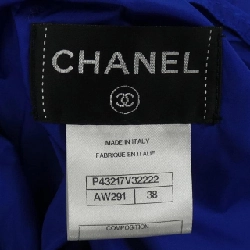 CHANEL
MADE IN ITALY
FABRIQUE EN ITALIE
P43217V32222
AW291 38
COMPOSITION